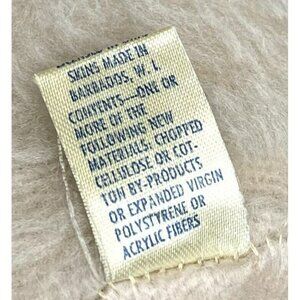 SKINS MADE IN
BARBADOS, W. I.
CONTENTS—ONE OR
MORE OF THE
FOLLOWING NEW
MATERIALS: CHOPPED
CELLULOSE OR COT-
TON BY-PRODUCTS
OR EXPANDED VIRGIN
POLYSTYRENE OR
ACRYLIC FIBERS